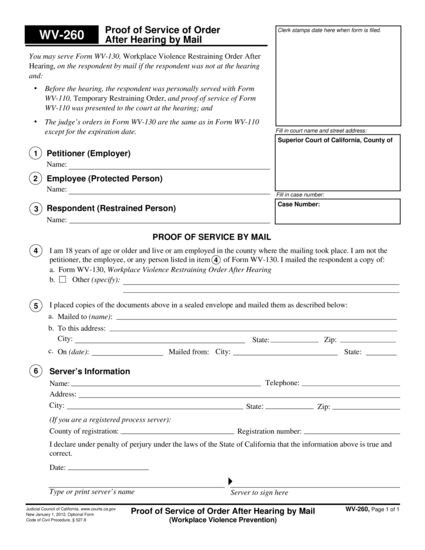 WV-260
Proof of Service of Order
After Hearing by Mail
Clerk stamps date here when form is filed.
You may serve Form WV-130, Workplace Violence Restraining Order After
Hearing, on the respondent by mail if the respondent was not at the hearing
and:
• Before the hearing, the respondent was personally served with Form
WV-110, Temporary Restraining Order, and proof of service of Form
WV-110 was presented to the court at the hearing; and
• The judge's orders in Form WV-130 are the same as in Form WV-110
except for the expiration date.
Fill in court name and street address:
Superior Court of California, County of
1 Petitioner (Employer)
Name:
2 Employee (Protected Person)
Name:
Fill in case number:
Case Number:
3 Respondent (Restrained Person)
Name:
PROOF OF SERVICE BY MAIL
4 I am 18 years of age or older and live or am employed in the county where the mailing took place. I am not the
petitioner, the employee, or any person listed in item 4 of Form WV-130. I mailed the respondent a copy of:
a. Form WV-130, Workplace Violence Restraining Order After Hearing
b. Other (specify):
5 I placed copies of the documents above in a sealed envelope and mailed them as described below:
a. Mailed to (name):
b. To this address:
City: State: Zip:
c. On (date): Mailed from: City: State:
6 Server's Information
Name: Telephone:
Address:
City: State: Zip:
(If you are a registered process server):
County of registration: Registration number:
I declare under penalty of perjury under the laws of the State of California that the information above is true and
correct.
Date:
Type or print server's name
Server to sign here
Judicial Council of California, www.courts.ca.gov
New January 1, 2012, Optional Form
Code of Civil Procedure, § 527.8
Proof of Service of Order After Hearing by Mail
(Workplace Violence Prevention)
WV-260, Page 1 of 1